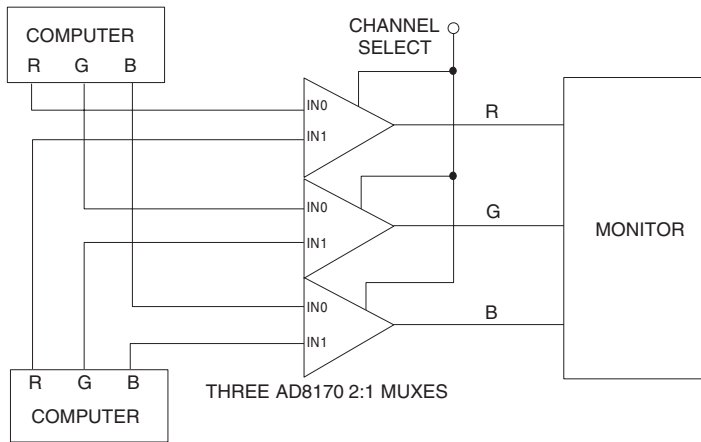 COMPUTER
R G B
CHANNEL
SELECT
IN0
IN1
R
IN0
IN1
G
MONITOR
IN0
IN1
B
R G B
COMPUTER
THREE AD8170 2:1 MUXES